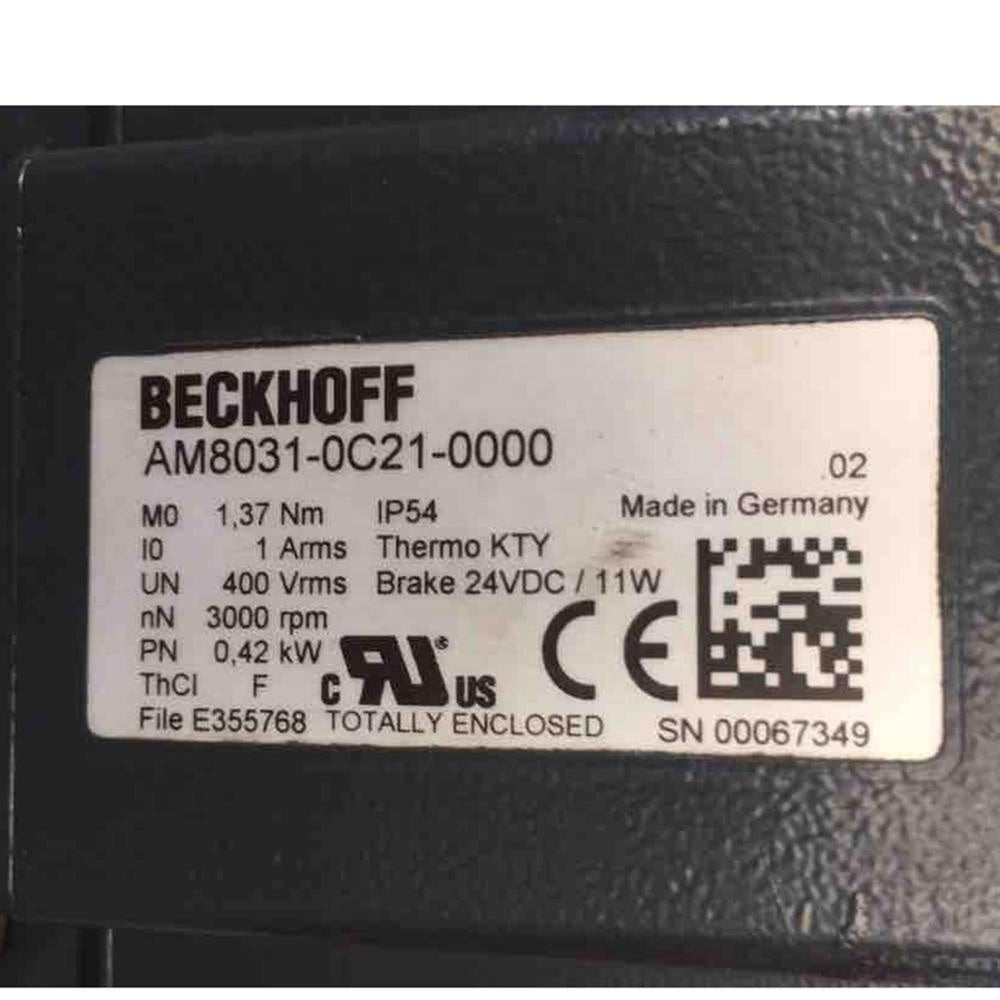 BECKHOFF
AM8031-0C21-0000
.02
Made in Germany
M0 1,37 Nm IP54
I0 1 Arms Thermo KTY
UN 400 Vrms Brake 24VDC / 11W
nN 3000 rpm
PN 0,42 kW
ThCl F
C RU® US CE
File E355768 TOTALLY ENCLOSED SN 00067349